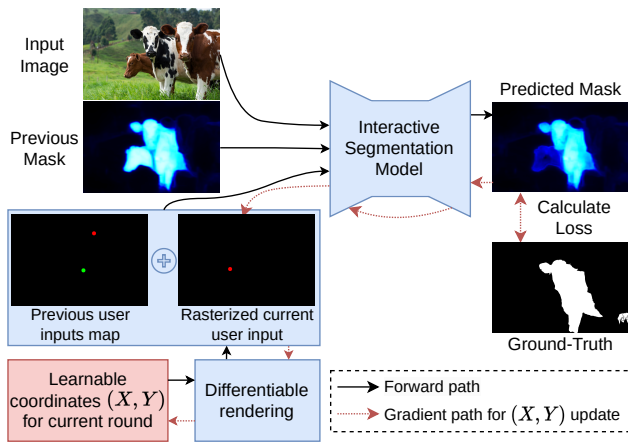 Input
Image
Previous
Mask
Interactive
Segmentation
Model
Predicted Mask
Calculate
Loss
Ground-Truth
Previous user
inputs map
Rasterized current
user input
Learnable
coordinates (X, Y)
for current round
Differentiable
rendering
Forward path
Gradient path for (X, Y) update